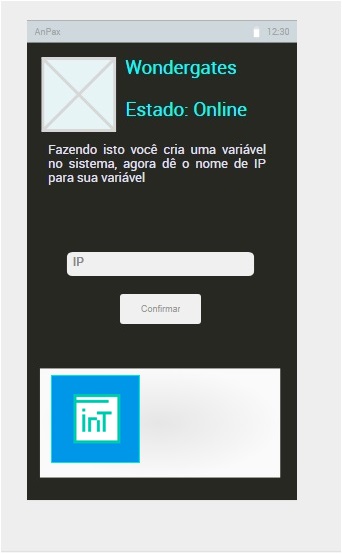 AnPax 12:30
Wondergates
Estado: Online
Fazendo isto você cria uma variável
no sistema, agora dê o nome de IP
para sua variável
IP
Confirmar
inT